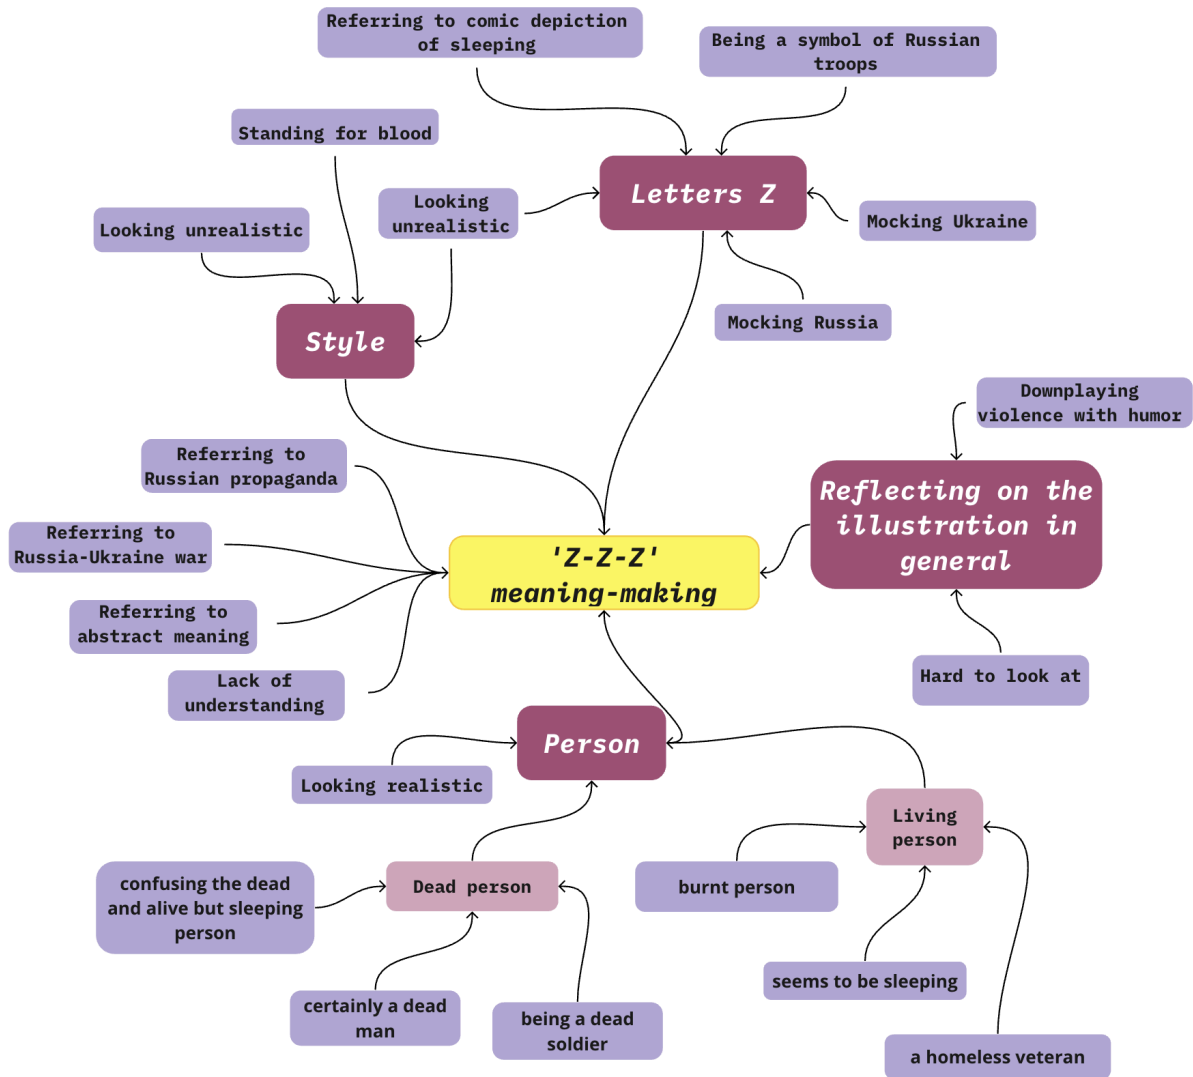 Referring to comic depiction
of sleeping
Being a symbol of Russian
troops
Standing for blood
Looking
unrealistic
Letters Z
Looking unrealistic
Mocking Ukraine
Mocking Russia
Style
Downplaying
violence with humor
Referring to
Russian propaganda
Reflecting on the
illustration in
general
Referring to
Russia-Ukraine war
'Z-Z-Z'
meaning-making
Referring to
abstract meaning
Lack of
understanding
Hard to look at
Person
Looking realistic
Living
person
confusing the dead
and alive but sleeping
person
Dead person
burnt person
seems to be sleeping
certainly a dead
man
being a dead
soldier
a homeless veteran